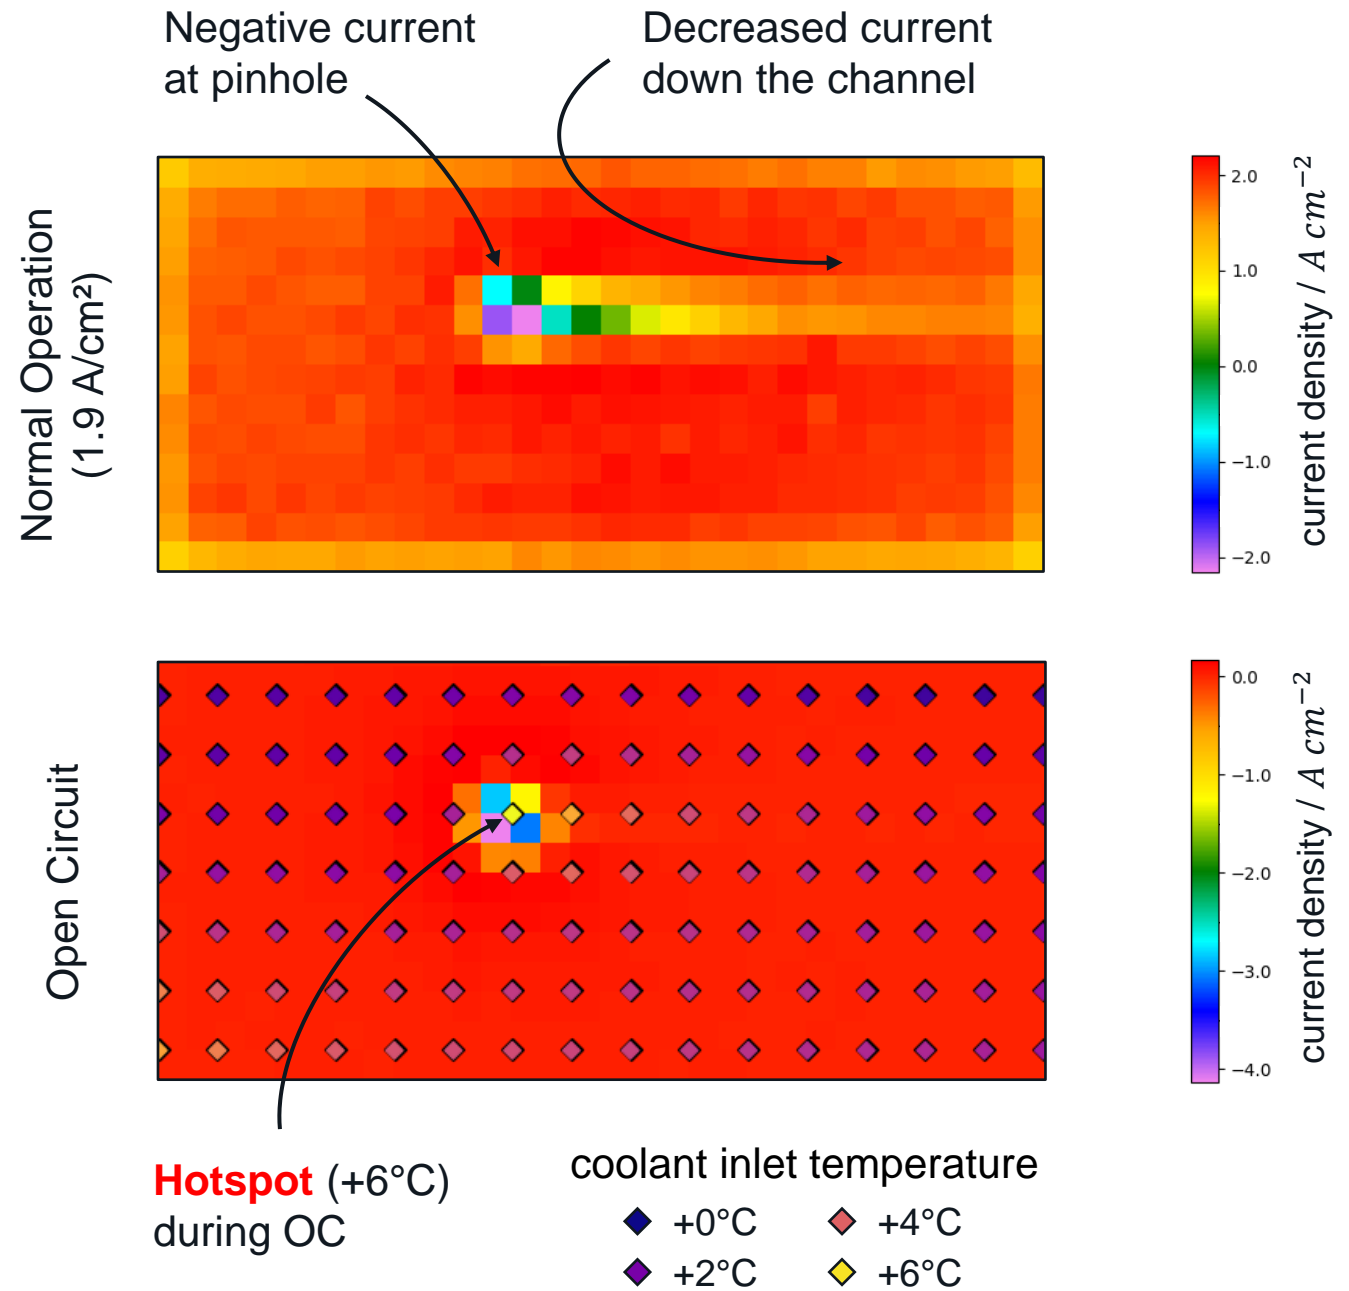 Negative current
at pinhole
Decreased current
down the channel
Normal Operation
(1.9 A/cm²)
2.0
1.0
0.0
−1.0
−2.0
current density / A cm⁻²
Open Circuit
0.0
−1.0
−2.0
−3.0
−4.0
current density / A cm⁻²
Hotspot (+6°C)
during OC
coolant inlet temperature
+0°C
+4°C
+2°C
+6°C